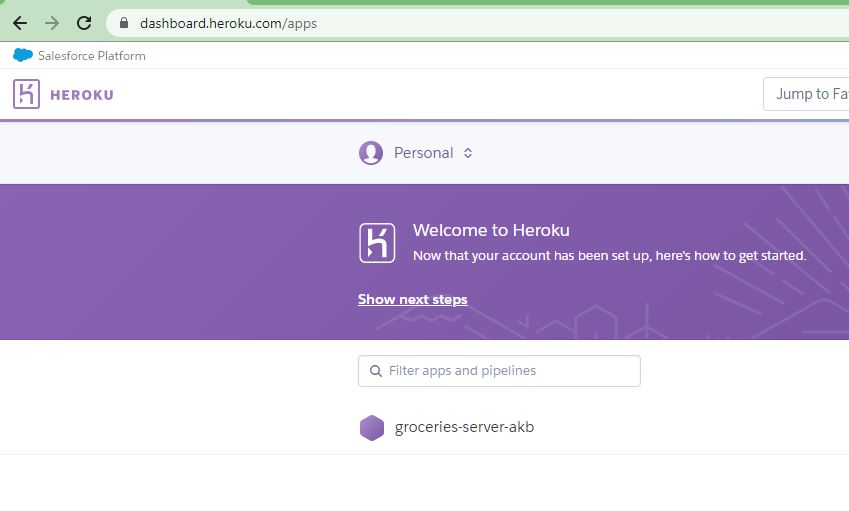 dashboard.heroku.com/apps
Salesforce Platform
HEROKU
Jump to Fa
Personal
Welcome to Heroku
Now that your account has been set up, here's how to get started.
Show next steps
Filter apps and pipelines
groceries-server-akb